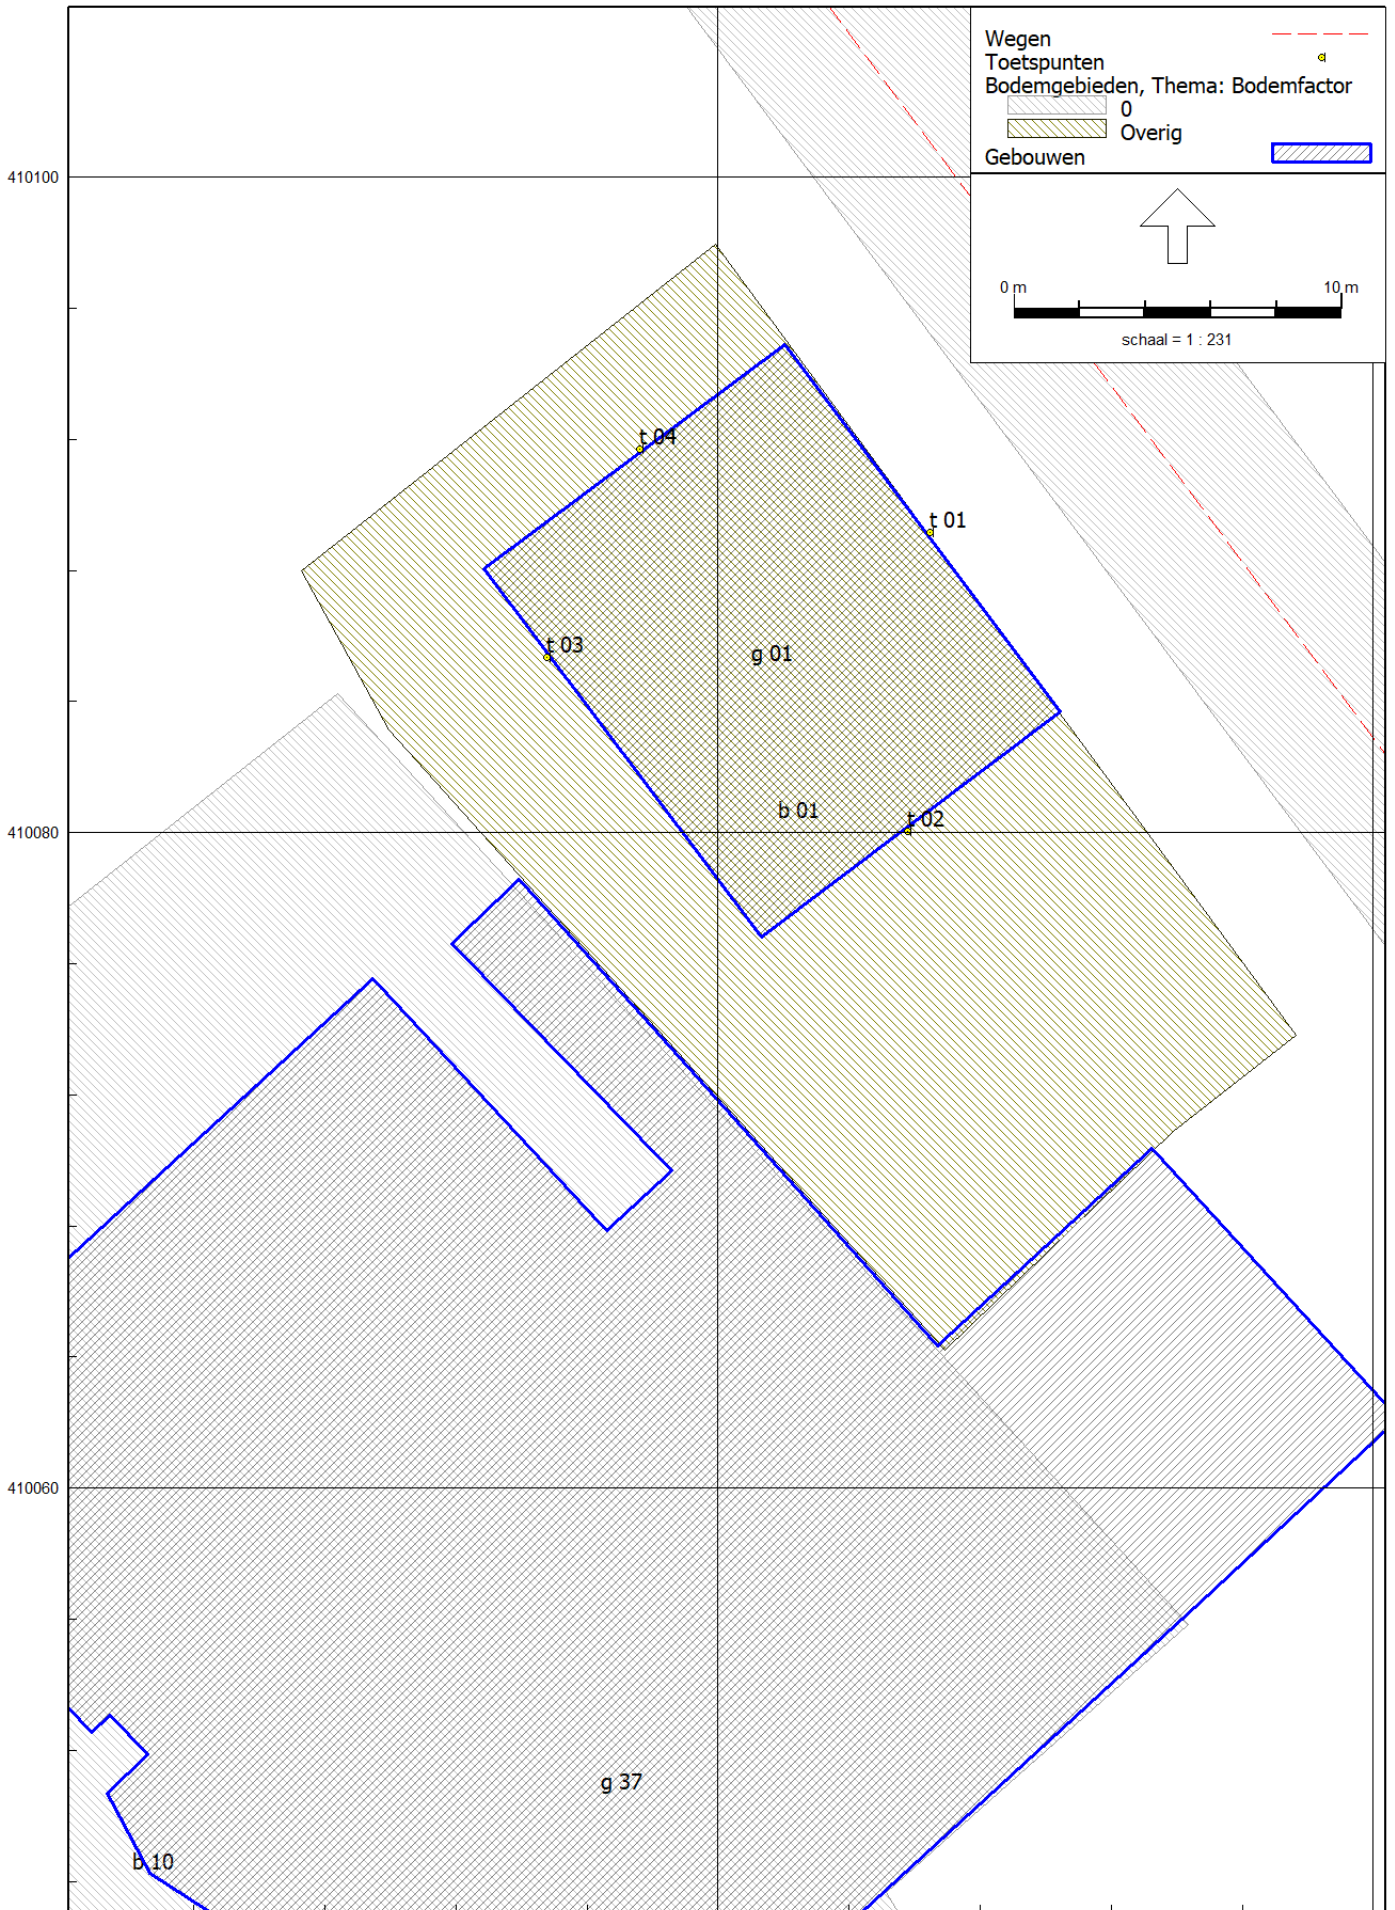 Wegen
Toetspunten
Bodemgebieden, Thema: Bodemfactor
0
Overig
Gebouwen
410100
0 m 10 m
schaal = 1 : 231
t 04
t 01
t 03
g 01
b 01
t 02
410080
410060
g 37
b 10